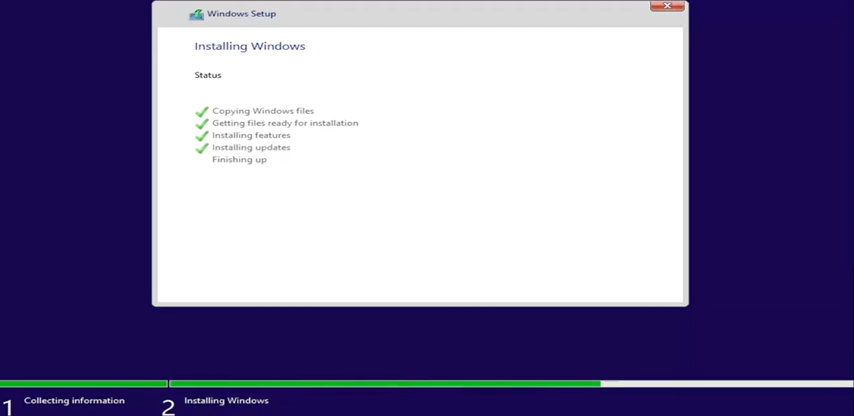 Windows Setup
Installing Windows
Status
Copying Windows files
Getting files ready for installation
Installing features
Installing updates
Finishing up
1 Collecting information
2 Installing Windows